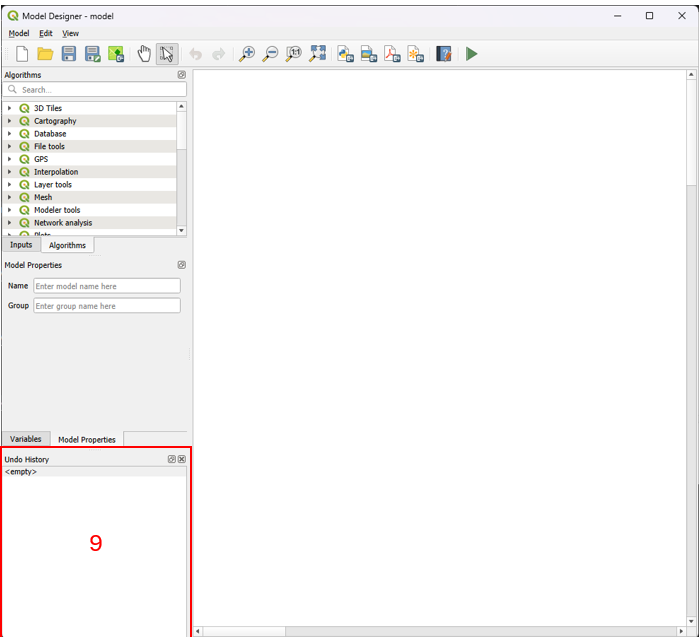 Model Designer - model
Model Edit View
Algorithms
Search...
3D Tiles
Cartography
Database
File tools
GPS
Interpolation
Layer tools
Mesh
Modeler tools
Network analysis
Plots
Inputs Algorithms
Model Properties
Name Enter model name here
Group Enter group name here
Variables Model Properties
Undo History
<empty>
9